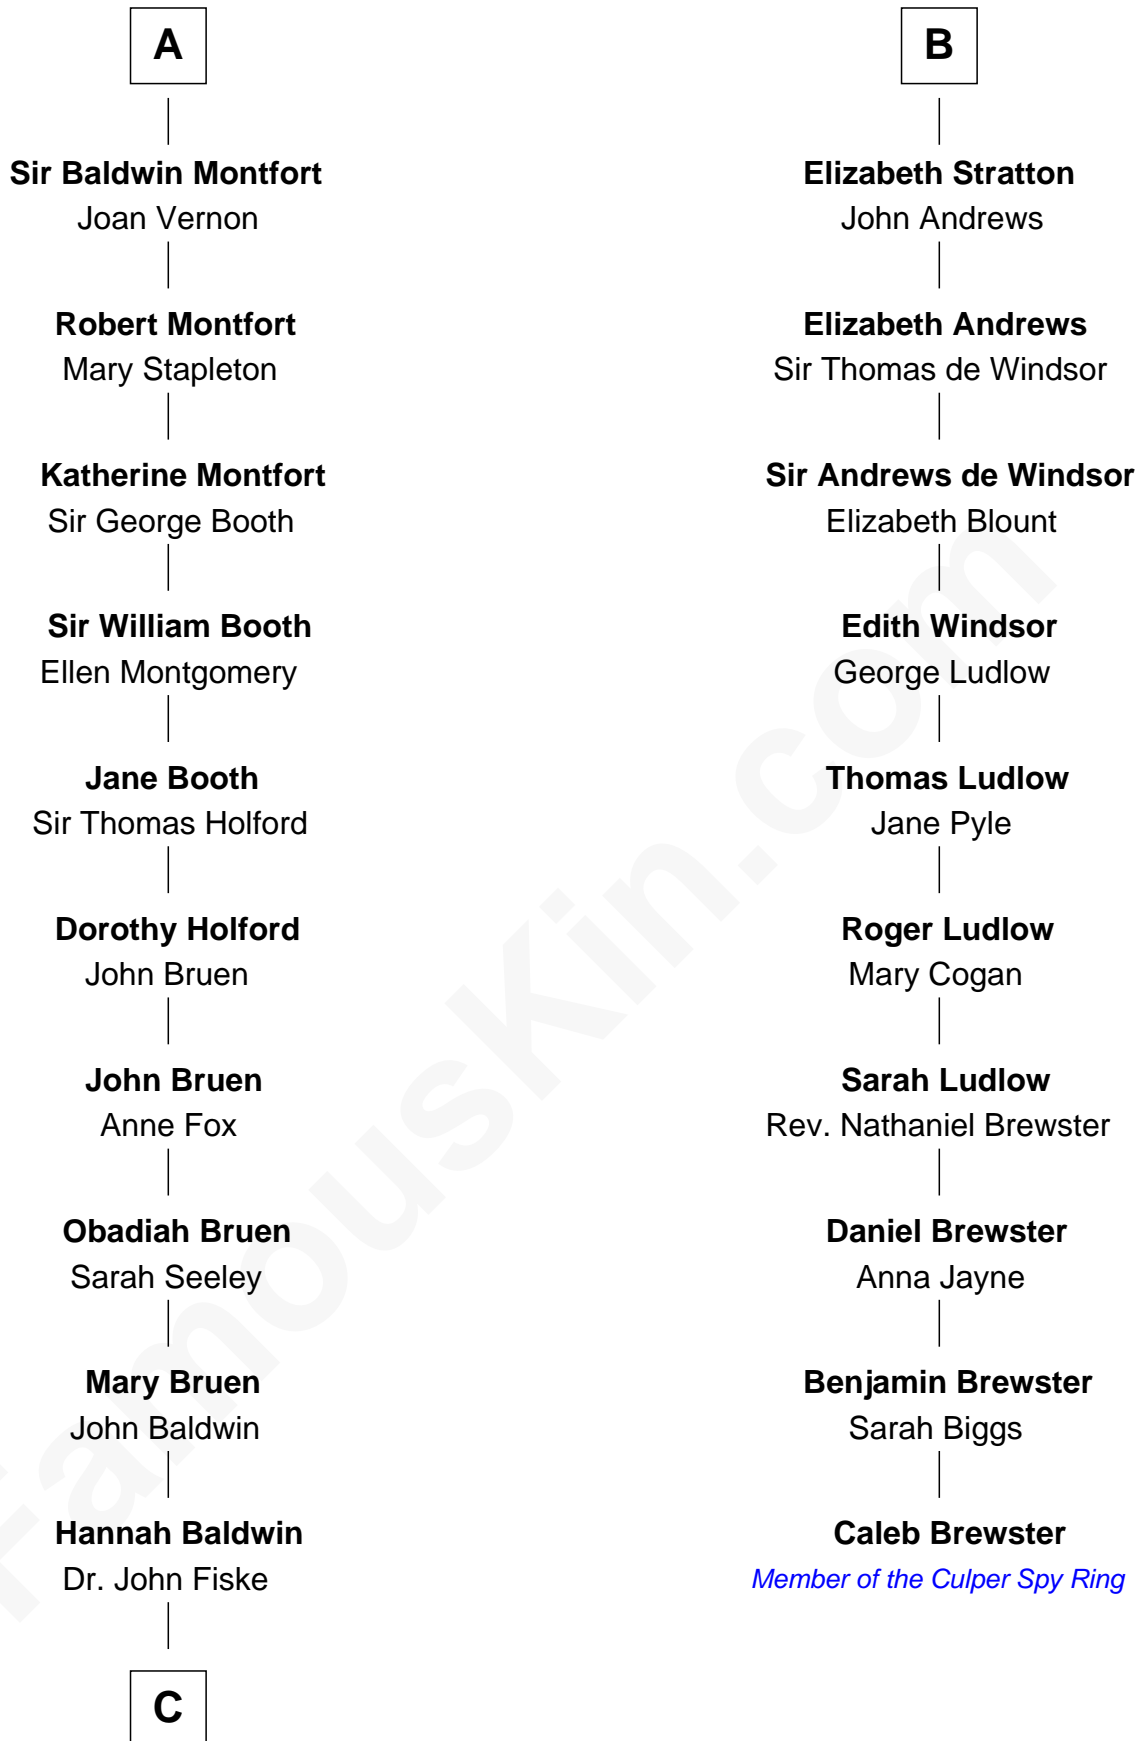 A
Sir Baldwin Montfort
Joan Vernon
Robert Montfort
Mary Stapleton
Katherine Montfort
Sir George Booth
Sir William Booth
Ellen Montgomery
Jane Booth
Sir Thomas Holford
Dorothy Holford
John Bruen
John Bruen
Anne Fox
Obadiah Bruen
Sarah Seeley
Mary Bruen
John Baldwin
Hannah Baldwin
Dr. John Fiske
C
B
Elizabeth Stratton
John Andrews
Elizabeth Andrews
Sir Thomas de Windsor
Sir Andrews de Windsor
Elizabeth Blount
Edith Windsor
George Ludlow
Thomas Ludlow
Jane Pyle
Roger Ludlow
Mary Cogan
Sarah Ludlow
Rev. Nathaniel Brewster
Daniel Brewster
Anna Jayne
Benjamin Brewster
Sarah Biggs
Caleb Brewster
Member of the Culper Spy Ring
FamousKin.com